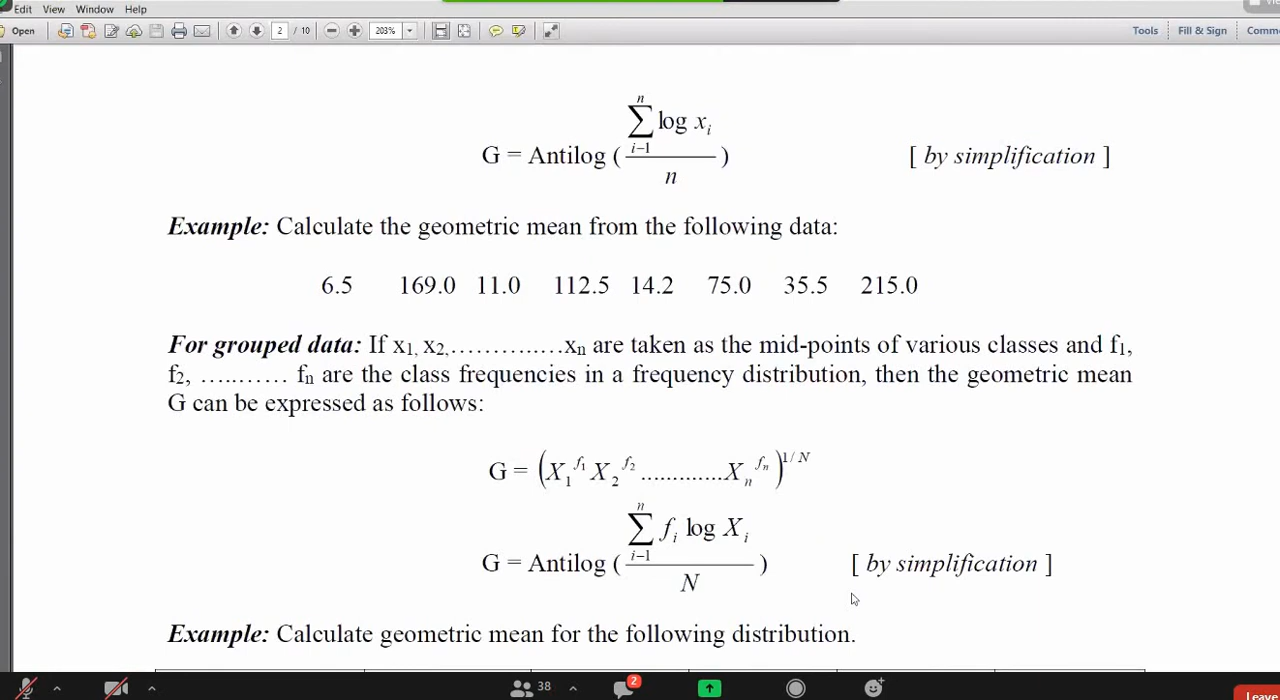 Edit View Window Help
Open 2 / 10 203% Tools Fill & Sign
n
∑ log xi
i–1
G = Antilog ( ) [ by simplification ]
n
Example: Calculate the geometric mean from the following data:
6.5 169.0 11.0 112.5 14.2 75.0 35.5 215.0
For grouped data: If x1, x2,…………..…xn are taken as the mid-points of various classes and f1,
f2, …..…… fn are the class frequencies in a frequency distribution, then the geometric mean
G can be expressed as follows:
G = (X1^f1 X2^f2 ............. Xn^fn)^1/N
n
∑ fi log Xi
i–1
G = Antilog ( ) [ by simplification ]
N
Example: Calculate geometric mean for the following distribution.
38 2
Leave